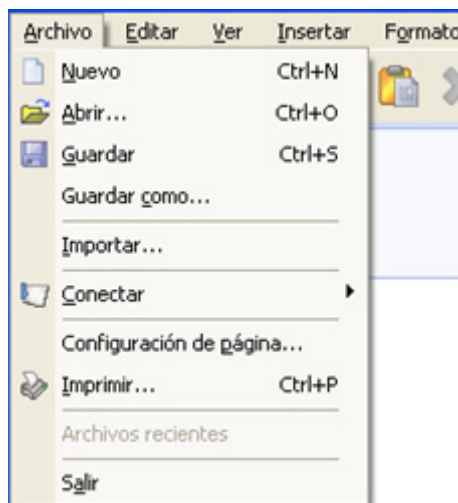 Archivo Editar Ver Insertar Formato
Nuevo Ctrl+N
Abrir... Ctrl+O
Guardar Ctrl+S
Guardar como...
Importar...
Conectar
Configuración de página...
Imprimir... Ctrl+P
Archivos recientes
Salir